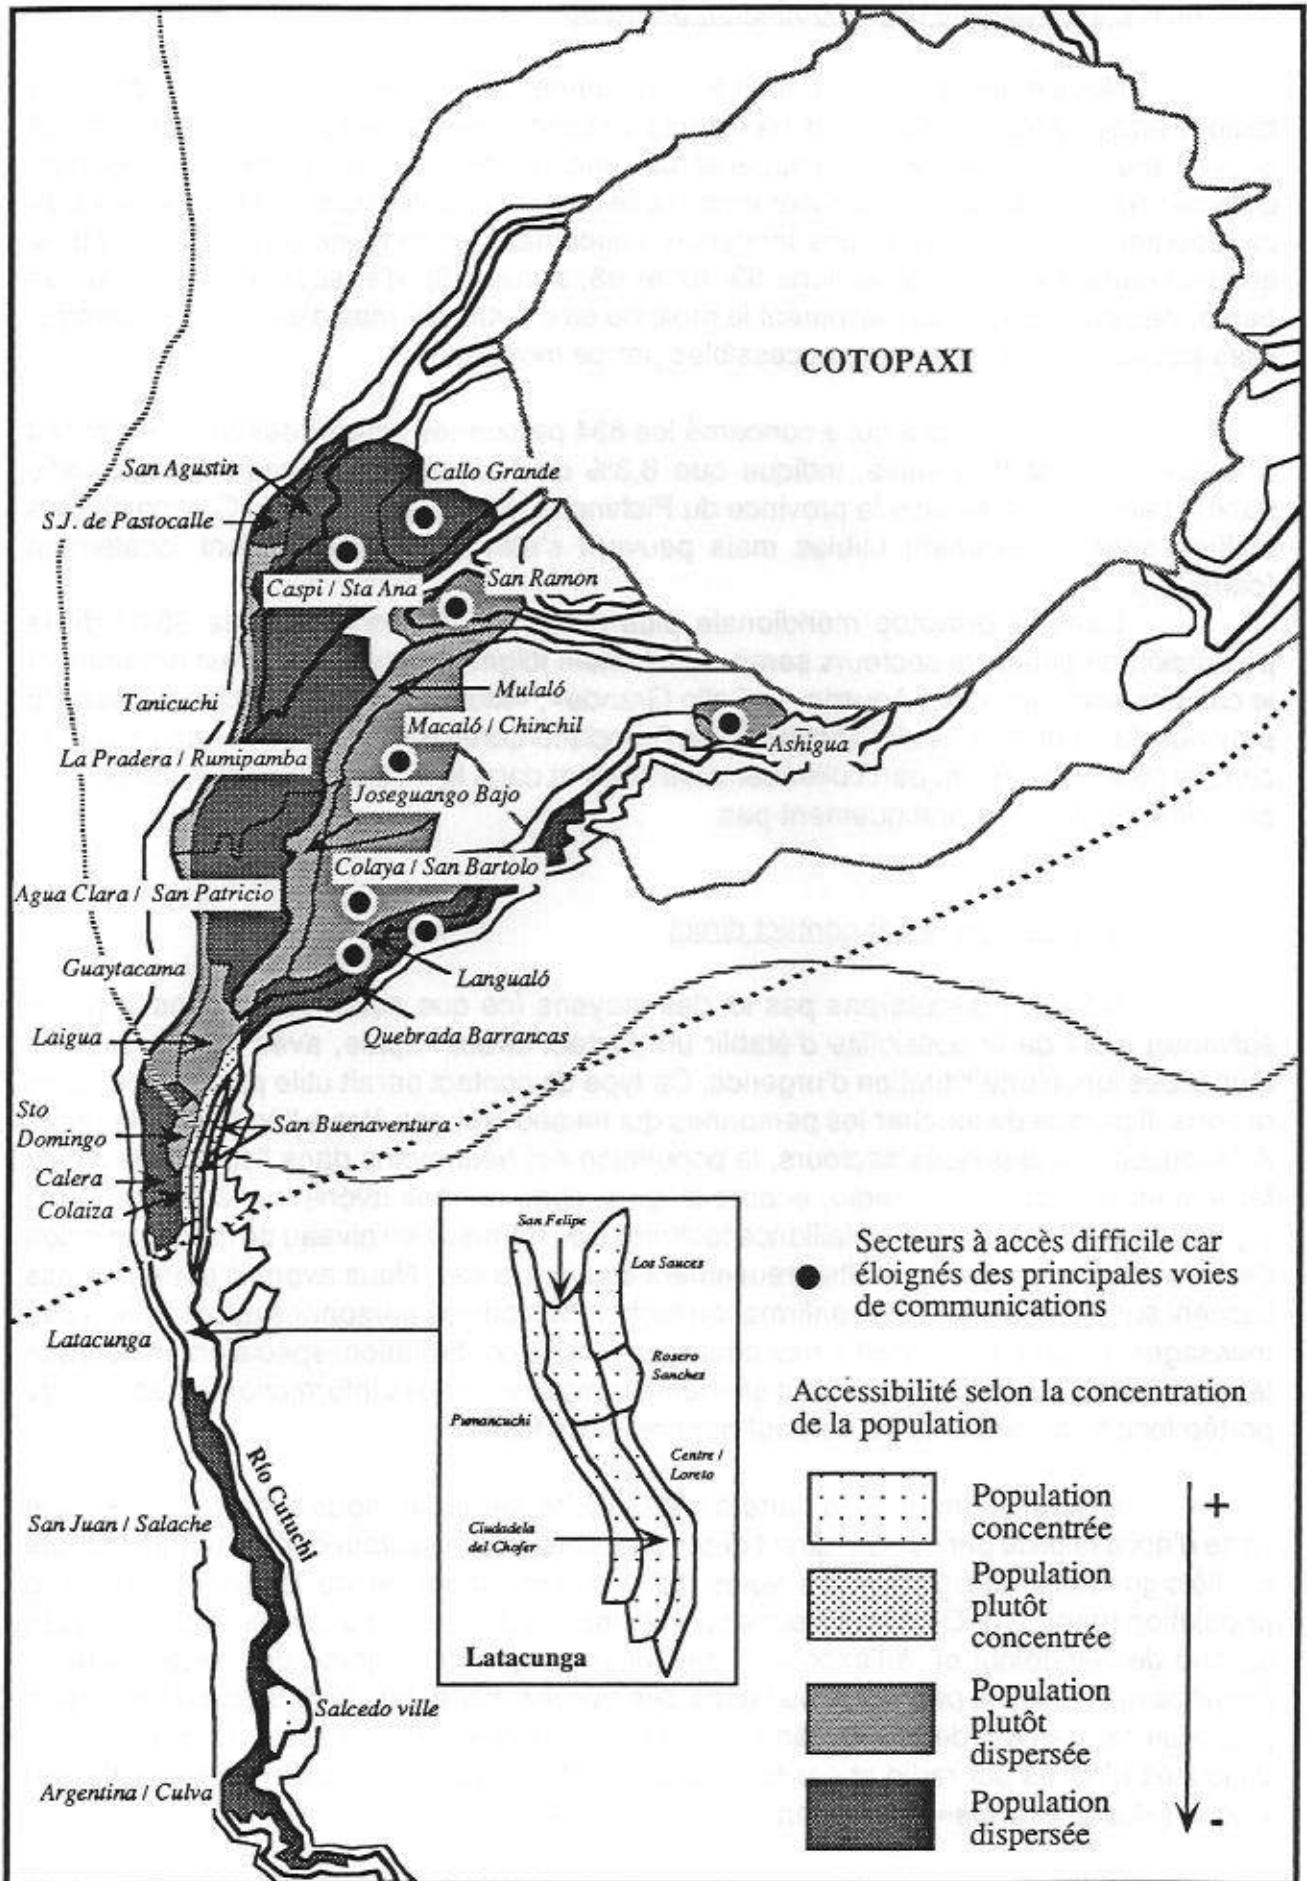 COTOPAXI
San Agustin
Callo Grande
S.J. de Pastocalle
Caspi / Sta Ana
San Ramon
Mulaló
Tanicuchi
Macaló / Chinchil
Ashigua
La Pradera / Rumipamba
Joseguango Bajo
Colaya / San Bartolo
Agua Clara / San Patricio
Guaytacama
Langualó
Laigua
Quebrada Barrancas
Sto
Domingo
San Buenaventura
Calera
Colaiza
Latacunga
Río Cutuchi
San Juan / Salache
Salcedo ville
Argentina / Culva
San Felipe
Los Sauces
Rosero
Sanches
Pumancuchi
Centre /
Loreto
Ciudadela
del Chofer
Latacunga
Secteurs à accès difficile car
éloignés des principales voies
de communications
Accessibilité selon la concentration
de la population
Population
concentrée
+
Population
plutôt
concentrée
Population
plutôt
dispersée
Population
dispersée
-